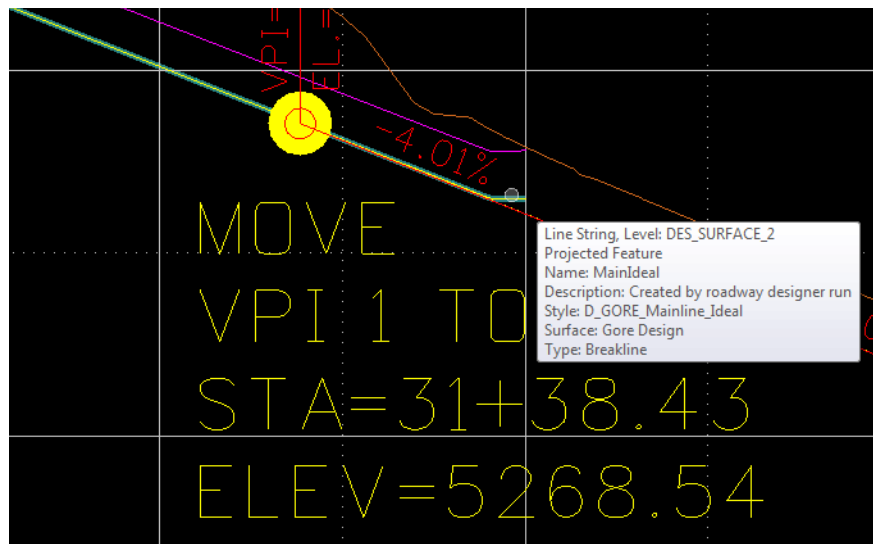 VPI=
EL.=
-4.01%
MOVE
VPI 1 TO
STA=31+38.43
ELEV=5268.54
Line String, Level: DES_SURFACE_2
Projected Feature
Name: MainIdeal
Description: Created by roadway designer run
Style: D_GORE_Mainline_Ideal
Surface: Gore Design
Type: Breakline